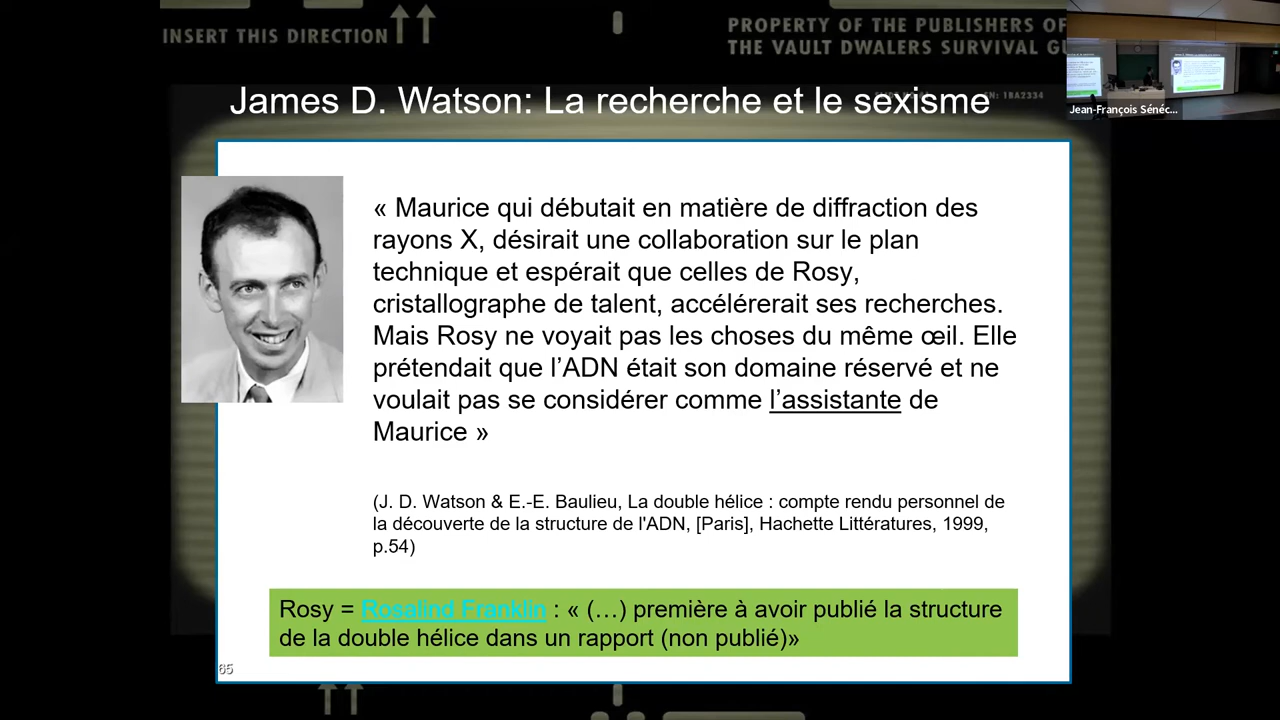 INSERT THIS DIRECTION
PROPERTY OF THE PUBLISHERS OF
THE VAULT DWALERS SURVIVAL GU
James D. Watson: La recherche et le sexisme
1BA2334
Jean-François Sénéc...
« Maurice qui débutait en matière de diffraction des
rayons X, désirait une collaboration sur le plan
technique et espérait que celles de Rosy,
cristallographe de talent, accélérerait ses recherches.
Mais Rosy ne voyait pas les choses du même œil. Elle
prétendait que l’ADN était son domaine réservé et ne
voulait pas se considérer comme l’assistante de
Maurice »
(J. D. Watson & E.-E. Baulieu, La double hélice : compte rendu personnel de
la découverte de la structure de l'ADN, [Paris], Hachette Littératures, 1999,
p.54)
Rosy = Rosalind Franklin : « (…) première à avoir publié la structure
de la double hélice dans un rapport (non publié)»
65